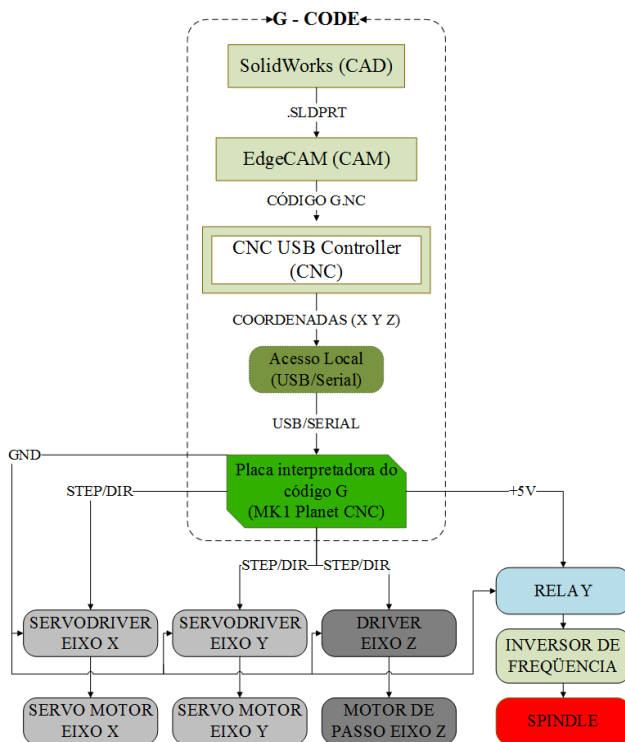 G - CODE
SolidWorks (CAD)
.SLDPRT
EdgeCAM (CAM)
CÓDIGO G.NC
CNC USB Controller
(CNC)
COORDENADAS (X Y Z)
Acesso Local
(USB/Serial)
USB/SERIAL
GND
Placa interpretadora do
código G
(MK1 Planet CNC)
STEP/DIR
+5V
STEP/DIR
STEP/DIR
RELAY
SERVODRIVER
EIXO X
SERVODRIVER
EIXO Y
DRIVER
EIXO Z
INVERSOR DE
FREQÜENCIA
SERVO MOTOR
EIXO X
SERVO MOTOR
EIXO Y
MOTOR DE
PASSO EIXO Z
SPINDLE